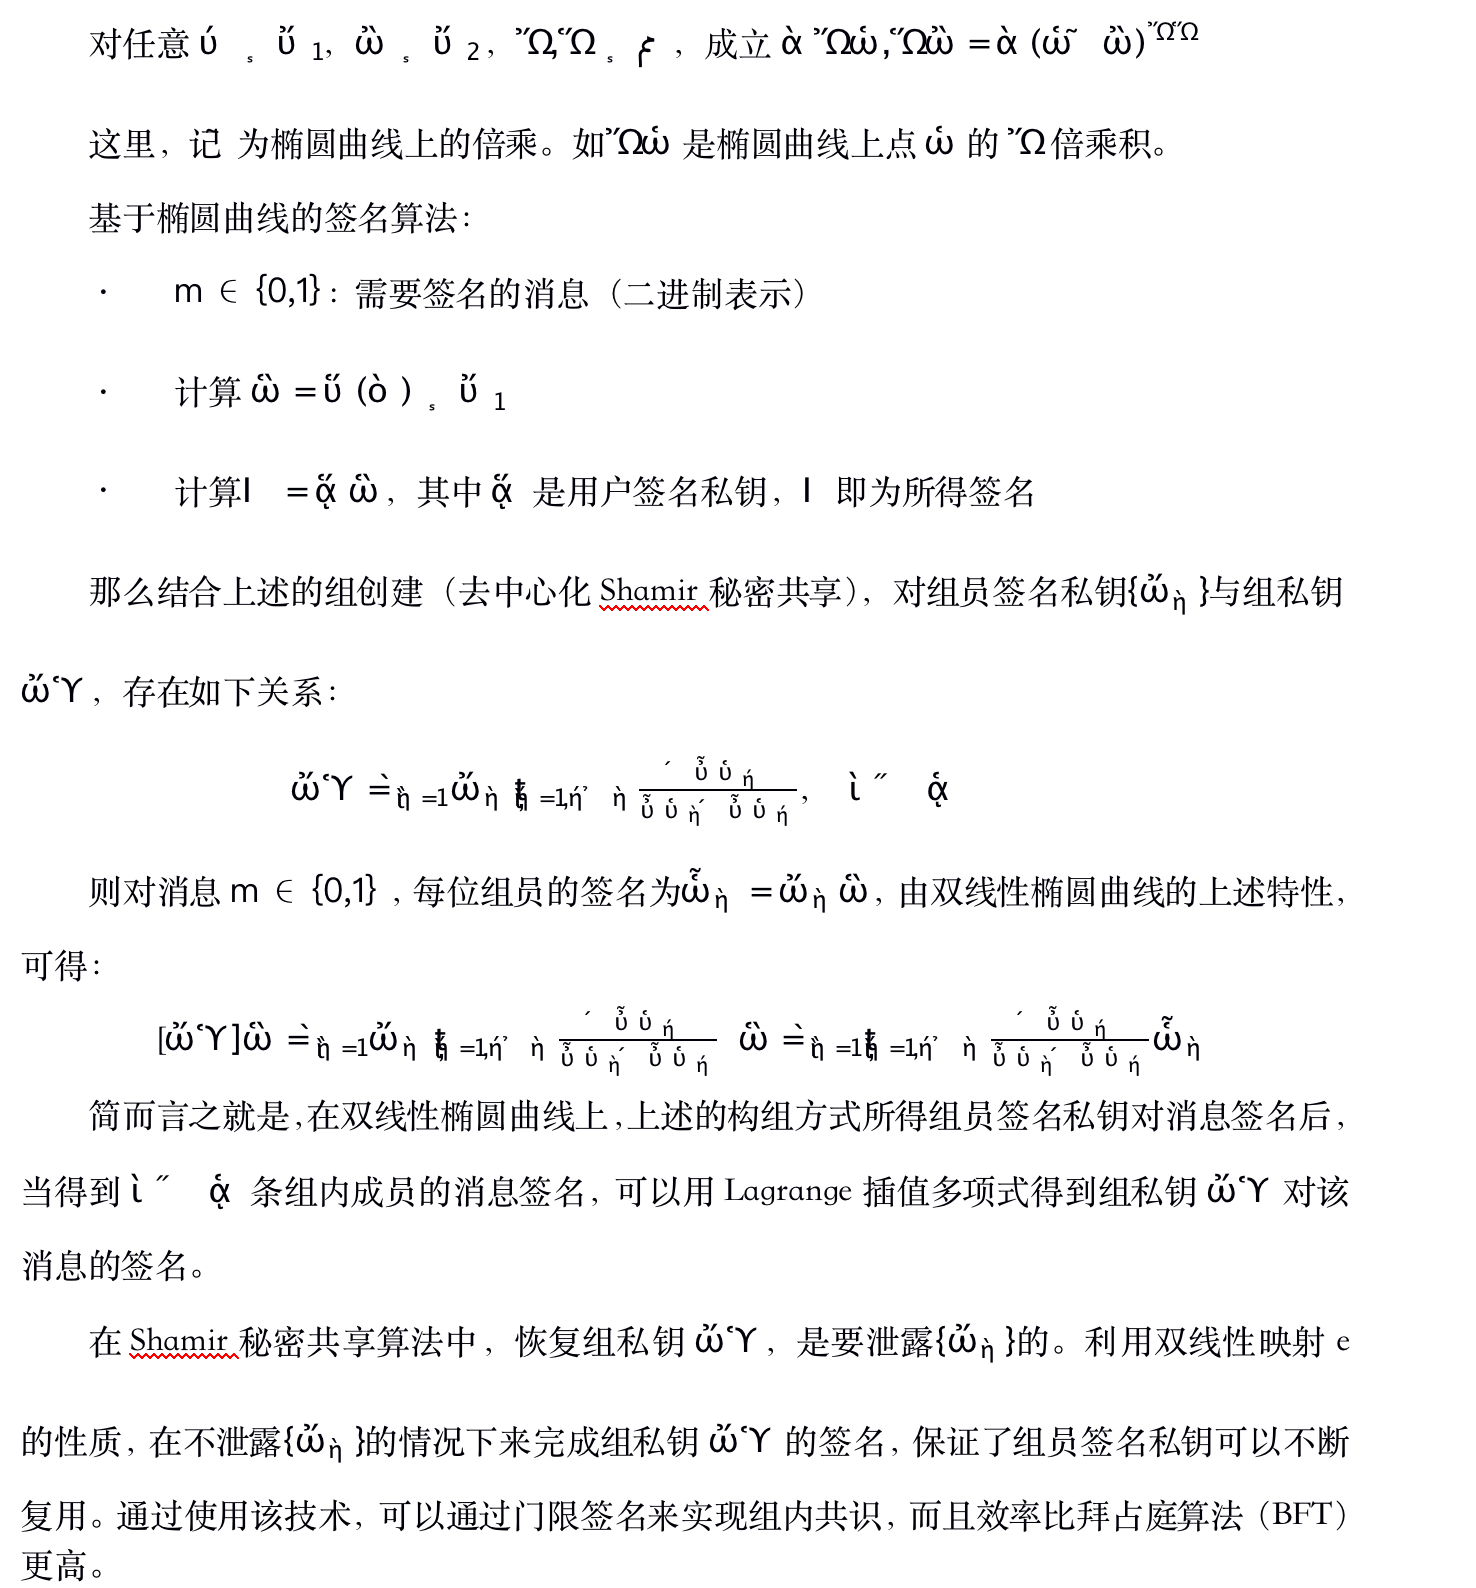 对任意 ύ ₛ ὔ ₁, ὢ ₛ ὔ ₂, Ὤ,Ὥ ₛ ع , 成立 ὰ Ὤὠ,Ὥὢ = ὰ (ὠ ̃ ὢ)ᾬὭ
这里, 记 ̃ 为椭圆曲线上的倍乘。如Ὤὠ 是椭圆曲线上点 ὠ 的 Ὤ 倍乘积。
基于椭圆曲线的签名算法:
· m ∈ {0,1}: 需要签名的消息（二进制表示）
· 计算 ὣ = ὕ (ὸ ) ₛ ὔ ₁
· 计算I = ᾅ ὣ, 其中 ᾅ 是用户签名私钥, I 即为所得签名
那么结合上述的组创建（去中心化 Shamir 秘密共享）, 对组员签名私钥{ὤ ὴ }与组私钥
ὤ ʽϒ, 存在如下关系:
则对消息 m ∈ {0,1} , 每位组员的签名为 ὦ ὴ = ὤ ὴ ὣ, 由双线性椭圆曲线的上述特性,
可得:
简而言之就是, 在双线性椭圆曲线上, 上述的构组方式所得组员签名私钥对消息签名后,
当得到 ὶ ˝ ᾁ 条组内成员的消息签名, 可以用 Lagrange 插值多项式得到组私钥 ὤ ʽϒ 对该
消息的签名。
在 Shamir 秘密共享算法中, 恢复组私钥 ὤ ʽϒ, 是要泄露{ὤ ὴ }的。利用双线性映射 e
的性质, 在不泄露{ὤ ὴ }的情况下来完成组私钥 ὤ ʽϒ 的签名, 保证了组员签名私钥可以不断
复用。通过使用该技术, 可以通过门限签名来实现组内共识, 而且效率比拜占庭算法（BFT）
更高。